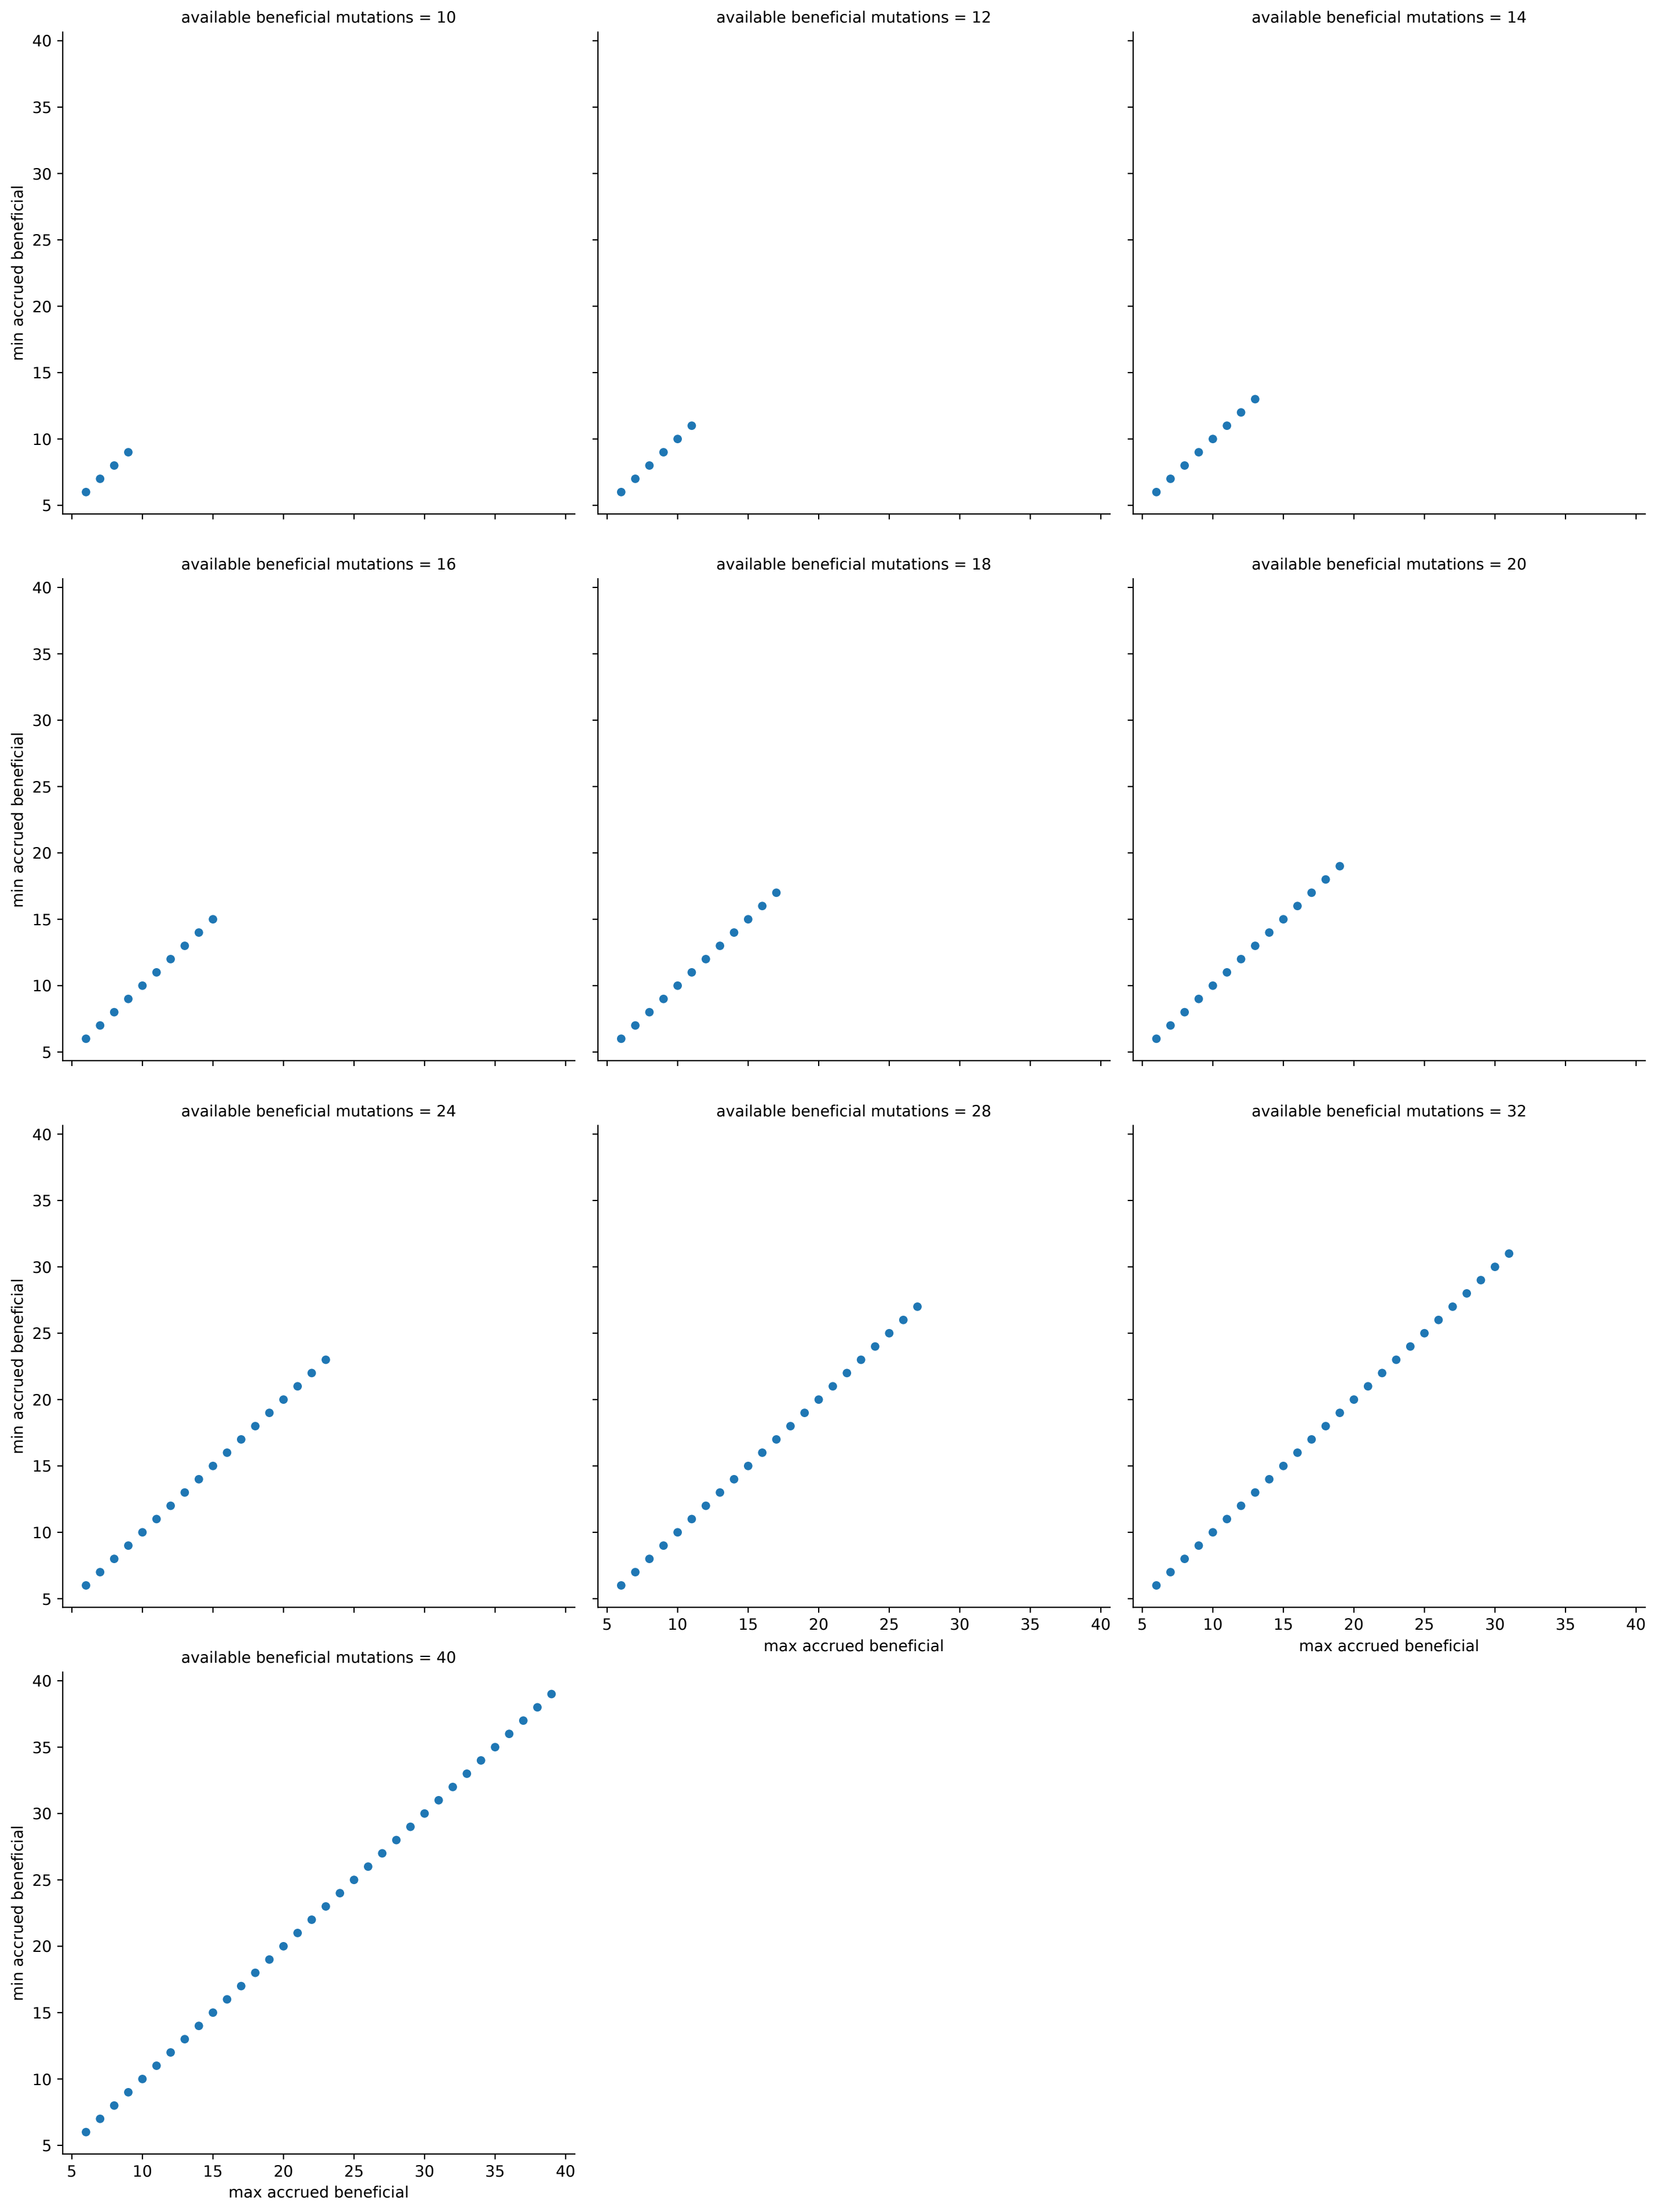 available beneficial mutations = 10
available beneficial mutations = 12
available beneficial mutations = 14
40
35
30
25
20
15
10
5
min accrued beneficial
available beneficial mutations = 16
available beneficial mutations = 18
available beneficial mutations = 20
40
35
30
25
20
15
10
5
min accrued beneficial
available beneficial mutations = 24
available beneficial mutations = 28
available beneficial mutations = 32
40
35
30
25
20
15
10
5
min accrued beneficial
5 10 15 20 25 30 35 40
max accrued beneficial
5 10 15 20 25 30 35 40
max accrued beneficial
available beneficial mutations = 40
40
35
30
25
20
15
10
5
min accrued beneficial
5 10 15 20 25 30 35 40
max accrued beneficial